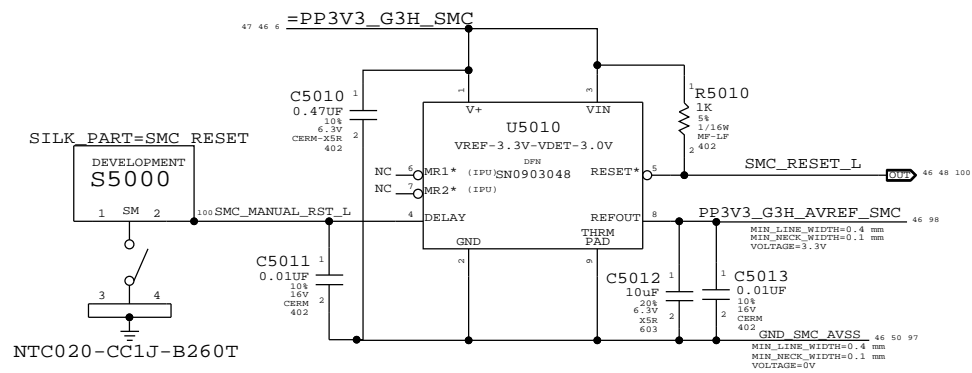 47 46 6 =PP3V3_G3H_SMC
C5010 1
0.47UF
10%
6.3V 2
CERM-X5R
402
1 3
V+ VIN
U5010
VREF-3.3V-VDET-3.0V
DFN
SN0903048
1 R5010
1K
5%
1/16W
MF-LF
2 402
NC 6 MR1* (IPU)
NC 7 MR2* (IPU)
RESET* 5
SMC_RESET_L
OUT 46 48 100
SILK_PART=SMC_RESET
DEVELOPMENT
S5000
1 SM 2
100 SMC_MANUAL_RST_L
4 DELAY
REFOUT 8
PP3V3_G3H_AVREF_SMC
46 98
MIN_LINE_WIDTH=0.4 mm
MIN_NECK_WIDTH=0.1 mm
VOLTAGE=3.3V
GND
2
THRM
PAD
9
C5011 1
0.01UF
10%
16V 2
CERM
402
C5012 1
10uF
20%
6.3V 2
X5R
603
1 C5013
0.01UF
10%
2 16V
CERM
402
3 4
NTC020-CC1J-B260T
GND_SMC_AVSS 46 50 97
MIN_LINE_WIDTH=0.4 mm
MIN_NECK_WIDTH=0.1 mm
VOLTAGE=0V